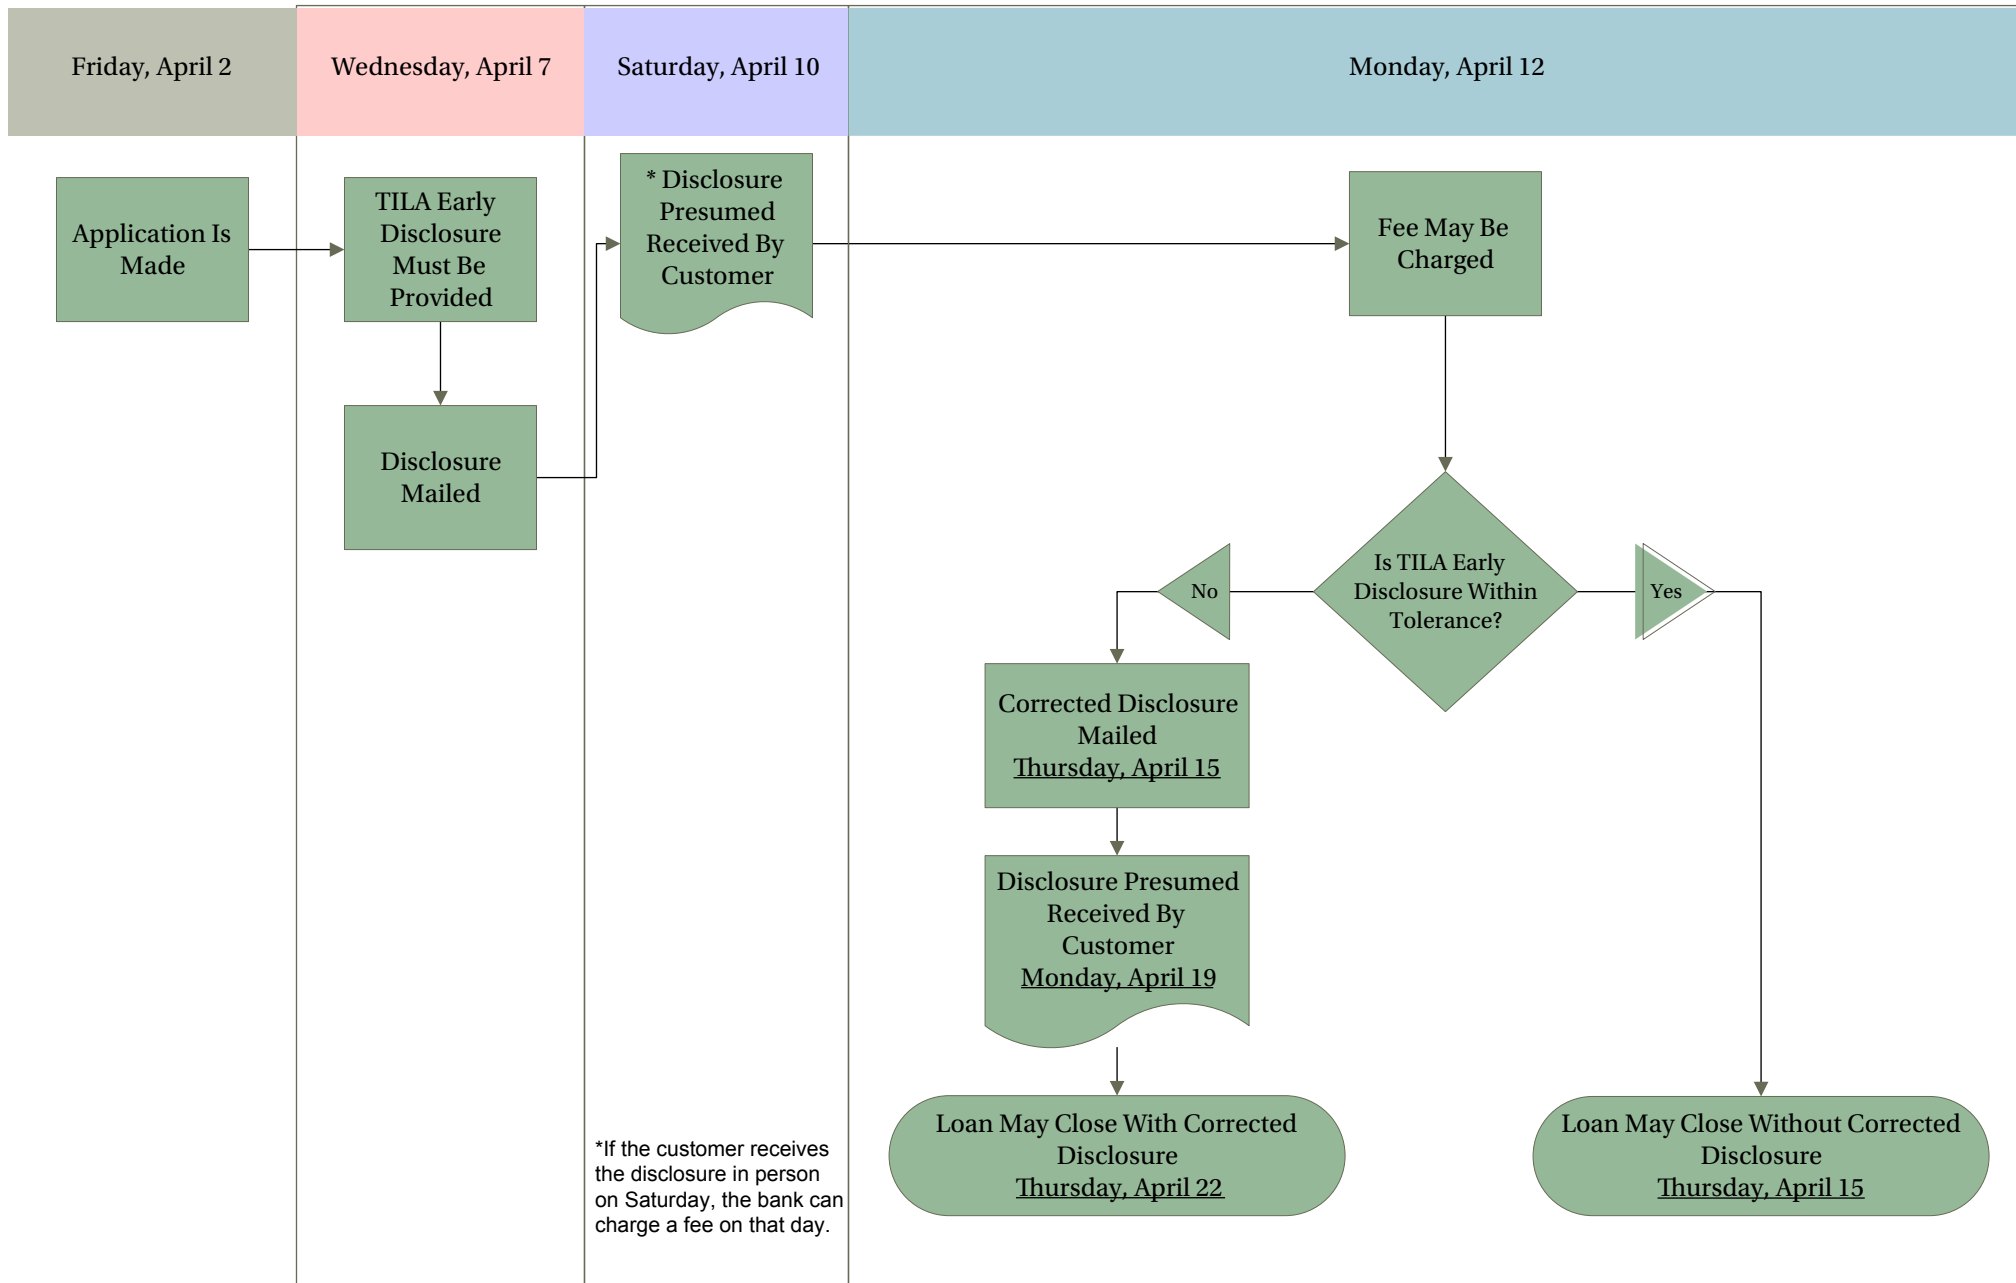 Friday, April 2
Wednesday, April 7
Saturday, April 10
Monday, April 12
Application Is
Made
TILA Early
Disclosure
Must Be
Provided
Disclosure
Mailed
* Disclosure
Presumed
Received By
Customer
Fee May Be
Charged
Is TILA Early
Disclosure Within
Tolerance?
No
Yes
Corrected Disclosure
Mailed
Thursday, April 15
Disclosure Presumed
Received By
Customer
Monday, April 19
Loan May Close With Corrected
Disclosure
Thursday, April 22
Loan May Close Without Corrected
Disclosure
Thursday, April 15
*If the customer receives
the disclosure in person
on Saturday, the bank can
charge a fee on that day.